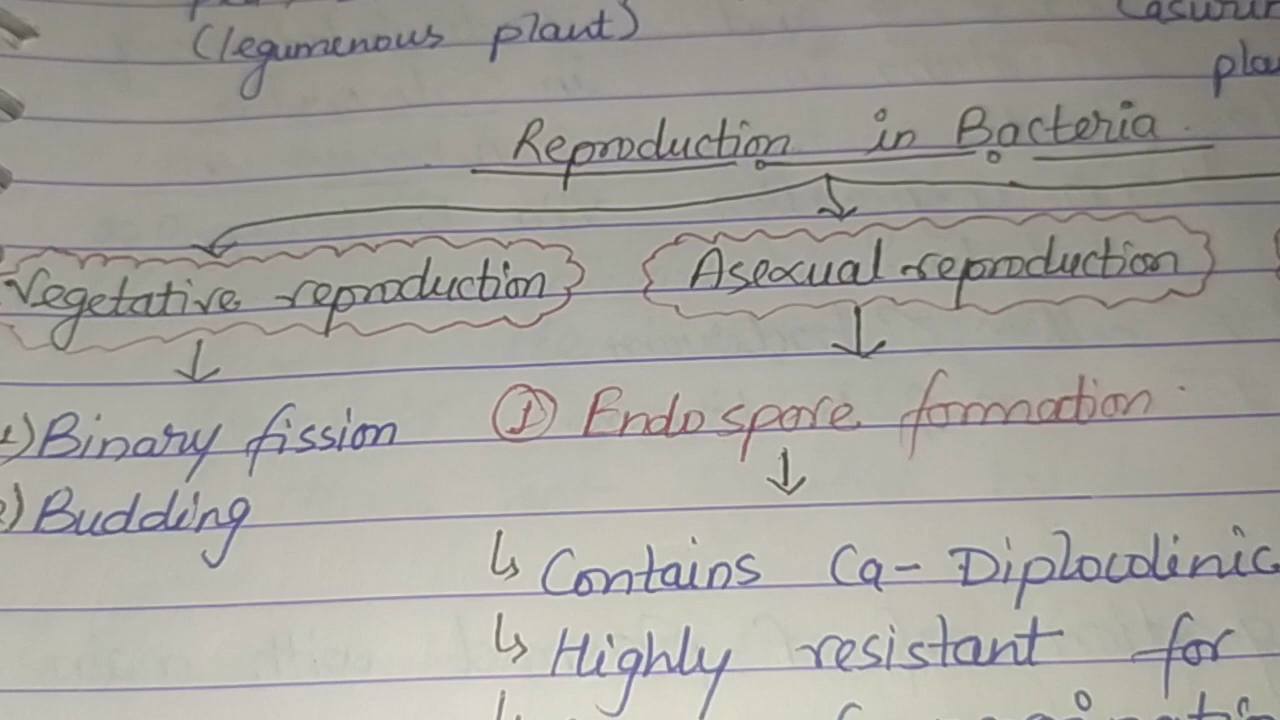 (legumenous plant)
Reproduction in Bacteria
Vegetative reproduction
Asexual reproduction
1) Binary fission
2) Budding
① Endospore formation
↳ Contains Ca- Diplocolinic
↳ Highly resistant for